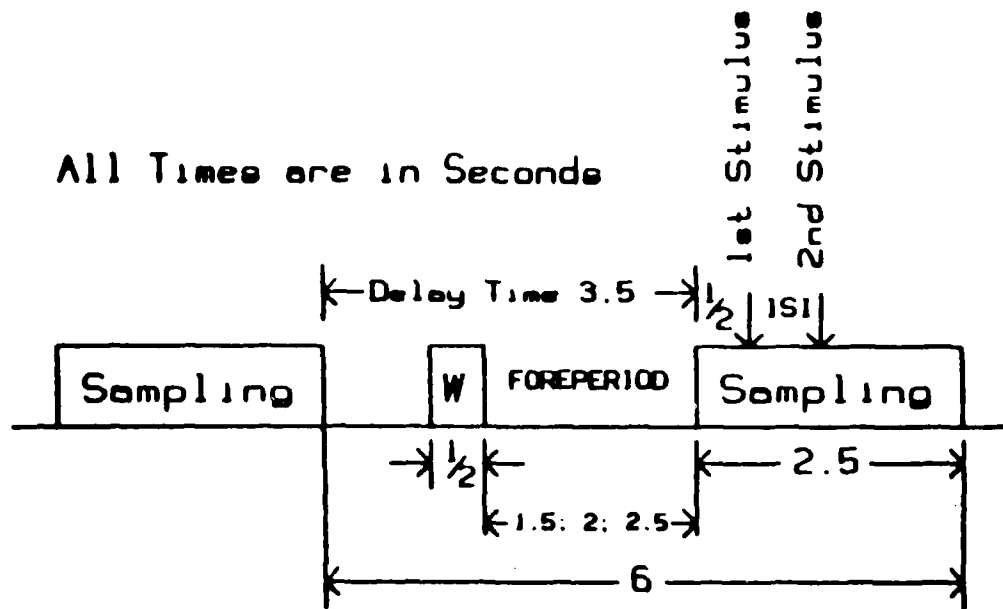 1st Stimulus
2nd Stimulus
All Times are in Seconds
Delay Time 3.5
1/2
ISI
Sampling
W
FOREPERIOD
Sampling
1/2
2.5
1.5; 2; 2.5
6